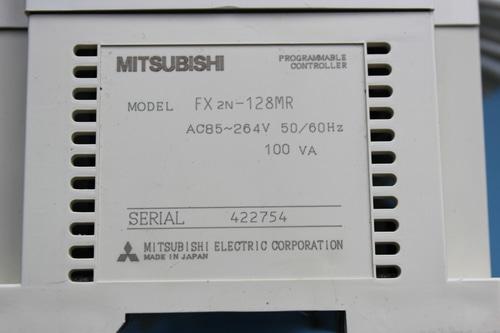 MITSUBISHI
PROGRAMMABLE
CONTROLLER
MODEL FX2N-128MR
AC85~264V 50/60Hz
100 VA
SERIAL 422754
MITSUBISHI ELECTRIC CORPORATION
MADE IN JAPAN